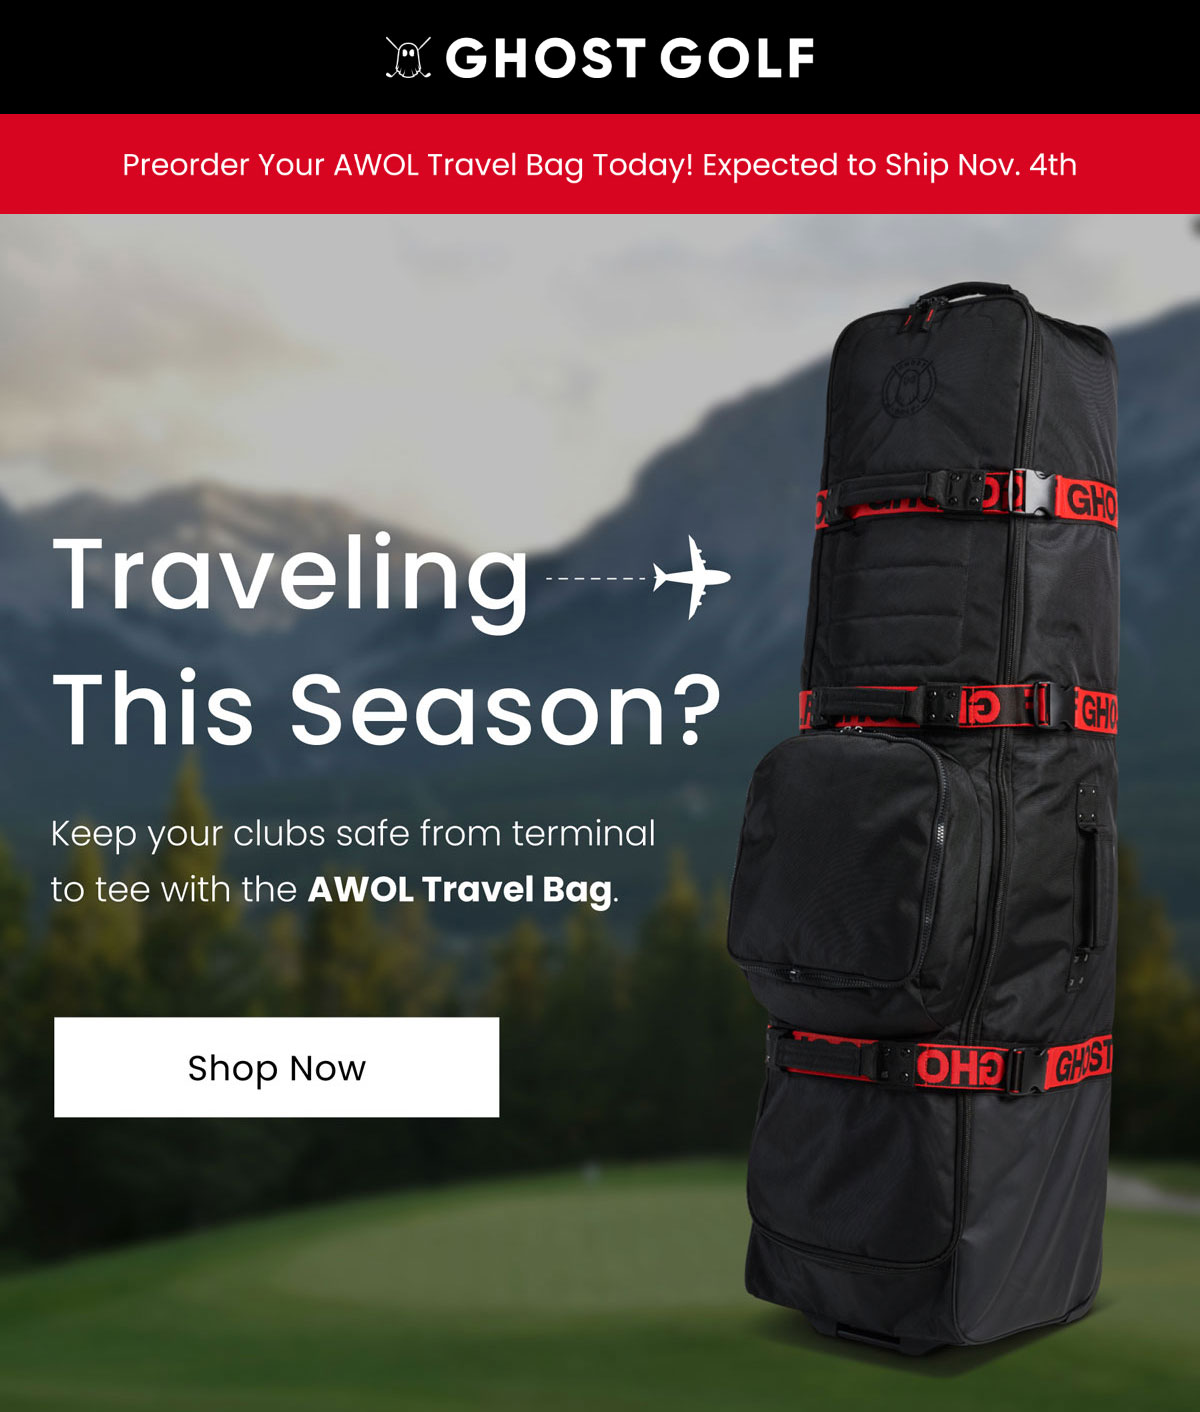 GHOST GOLF
Preorder Your AWOL Travel Bag Today! Expected to Ship Nov. 4th
Traveling
This Season?
Keep your clubs safe from terminal
to tee with the AWOL Travel Bag.
Shop Now
GHO
GHO
GHOST